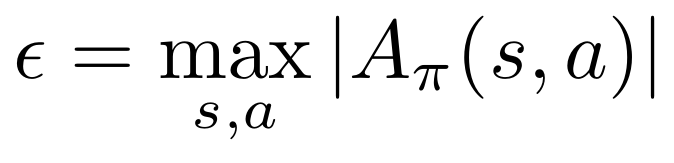 ϵ = max_{s,a} |A_π(s, a)|